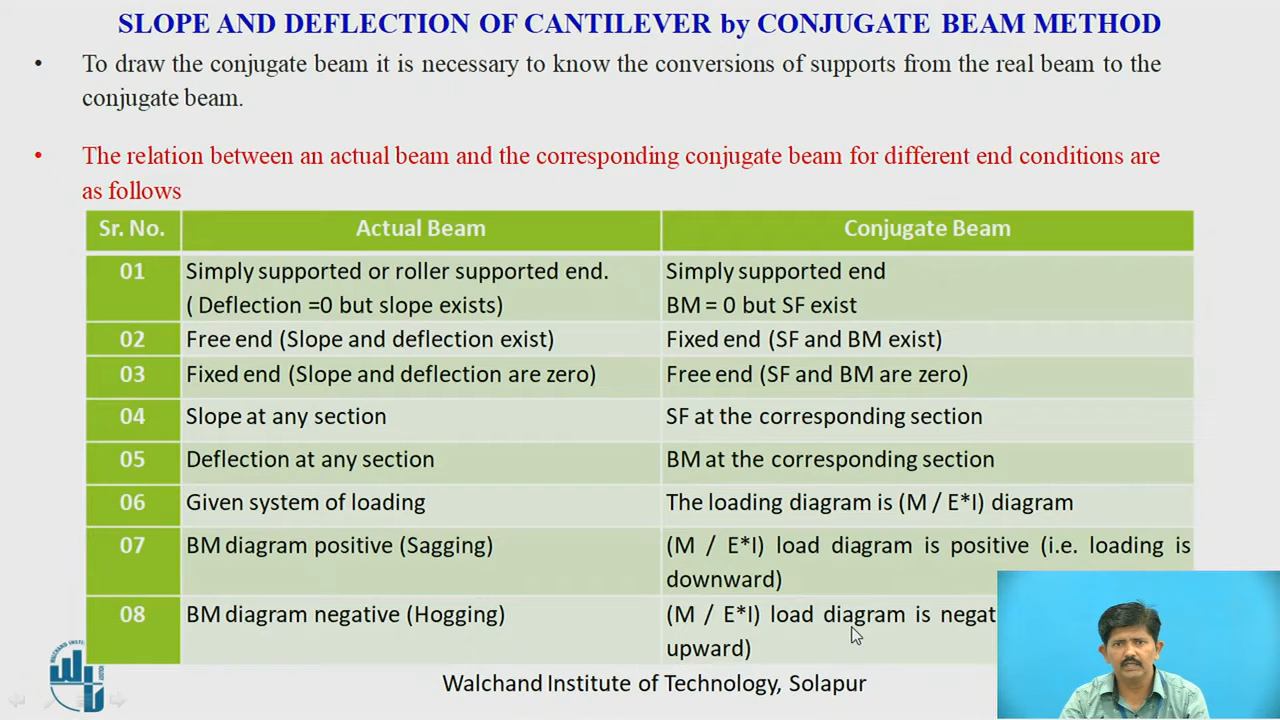 SLOPE AND DEFLECTION OF CANTILEVER by CONJUGATE BEAM METHOD
• To draw the conjugate beam it is necessary to know the conversions of supports from the real beam to the
conjugate beam.
• The relation between an actual beam and the corresponding conjugate beam for different end conditions are
as follows
Sr. No. Actual Beam Conjugate Beam
01 Simply supported or roller supported end. Simply supported end
( Deflection =0 but slope exists) BM = 0 but SF exist
02 Free end (Slope and deflection exist) Fixed end (SF and BM exist)
03 Fixed end (Slope and deflection are zero) Free end (SF and BM are zero)
04 Slope at any section SF at the corresponding section
05 Deflection at any section BM at the corresponding section
06 Given system of loading The loading diagram is (M / E*I) diagram
07 BM diagram positive (Sagging) (M / E*I) load diagram is positive (i.e. loading is
downward)
08 BM diagram negative (Hogging) (M / E*I) load diagram is negat
upward)
Walchand Institute of Technology, Solapur